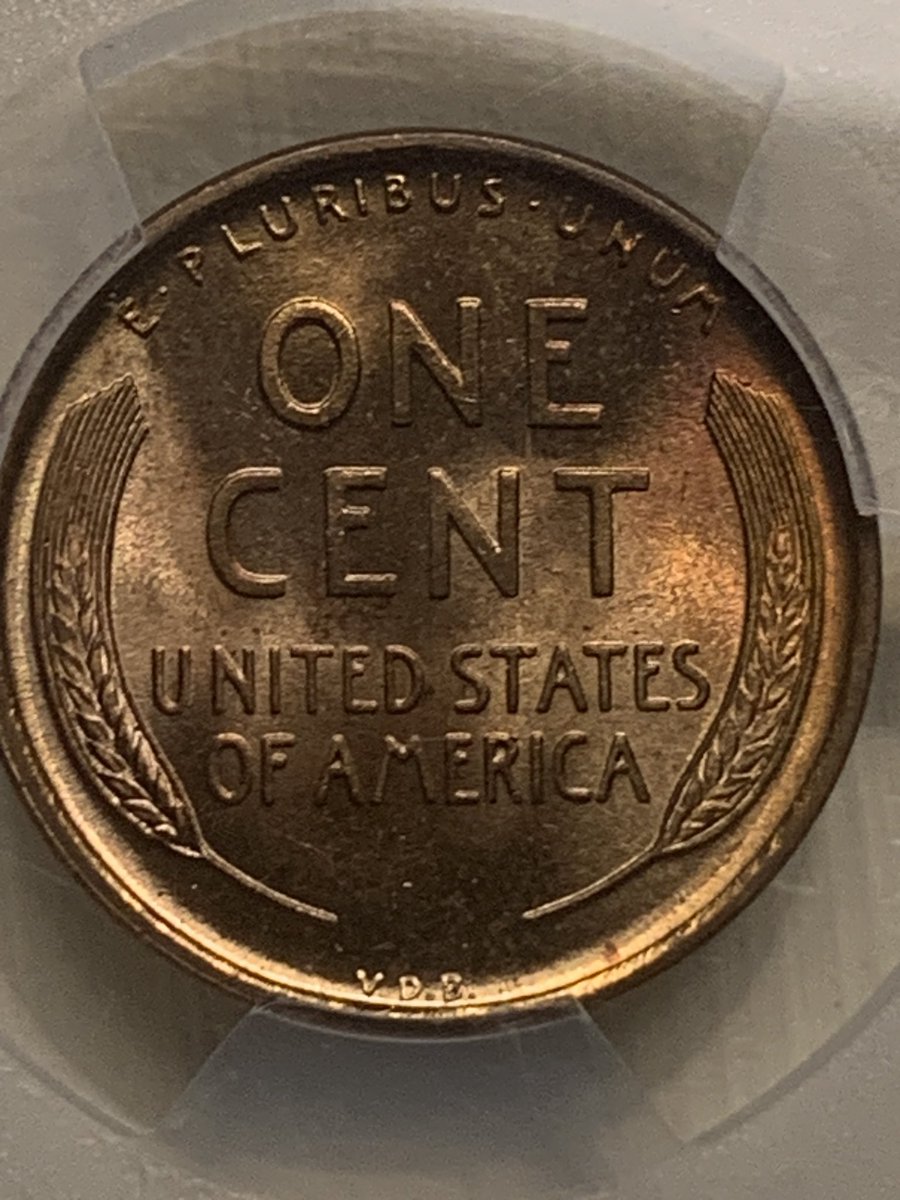 E·PLURIBUS·UNUM
ONE
CENT
UNITED STATES
OF AMERICA
V.D.B.